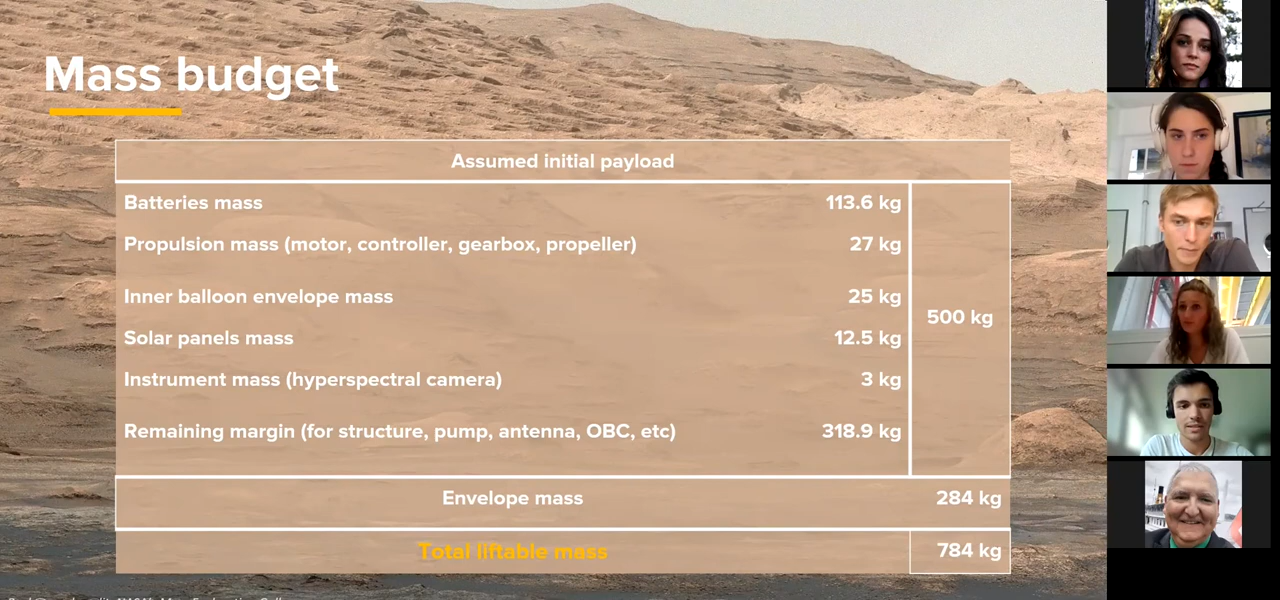 Mass budget
Assumed initial payload
Batteries mass 113.6 kg
Propulsion mass (motor, controller, gearbox, propeller) 27 kg
Inner balloon envelope mass 25 kg
500 kg
Solar panels mass 12.5 kg
Instrument mass (hyperspectral camera) 3 kg
Remaining margin (for structure, pump, antenna, OBC, etc) 318.9 kg
Envelope mass 284 kg
Total liftable mass 784 kg